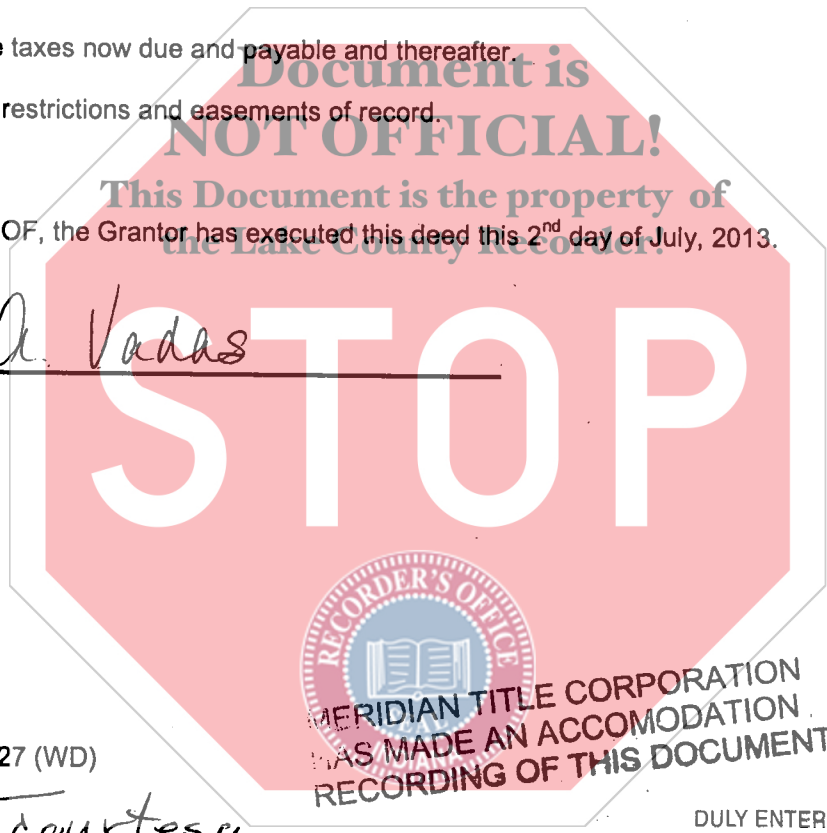 e taxes now due and payable and thereafter.
Document is
restrictions and easements of record.
NOT OFFICIAL!
This Document is the property of
OF, the Grantor has executed this deed this 2nd day of July, 2013.
the Lake County Recorder!
a. Vadas
STOP
RECORDER'S OFFICE
SEAL
INDIANA
MERIDIAN TITLE CORPORATION
HAS MADE AN ACCOMODATION
RECORDING OF THIS DOCUMENT
27 (WD)
courtesy
DULY ENTER